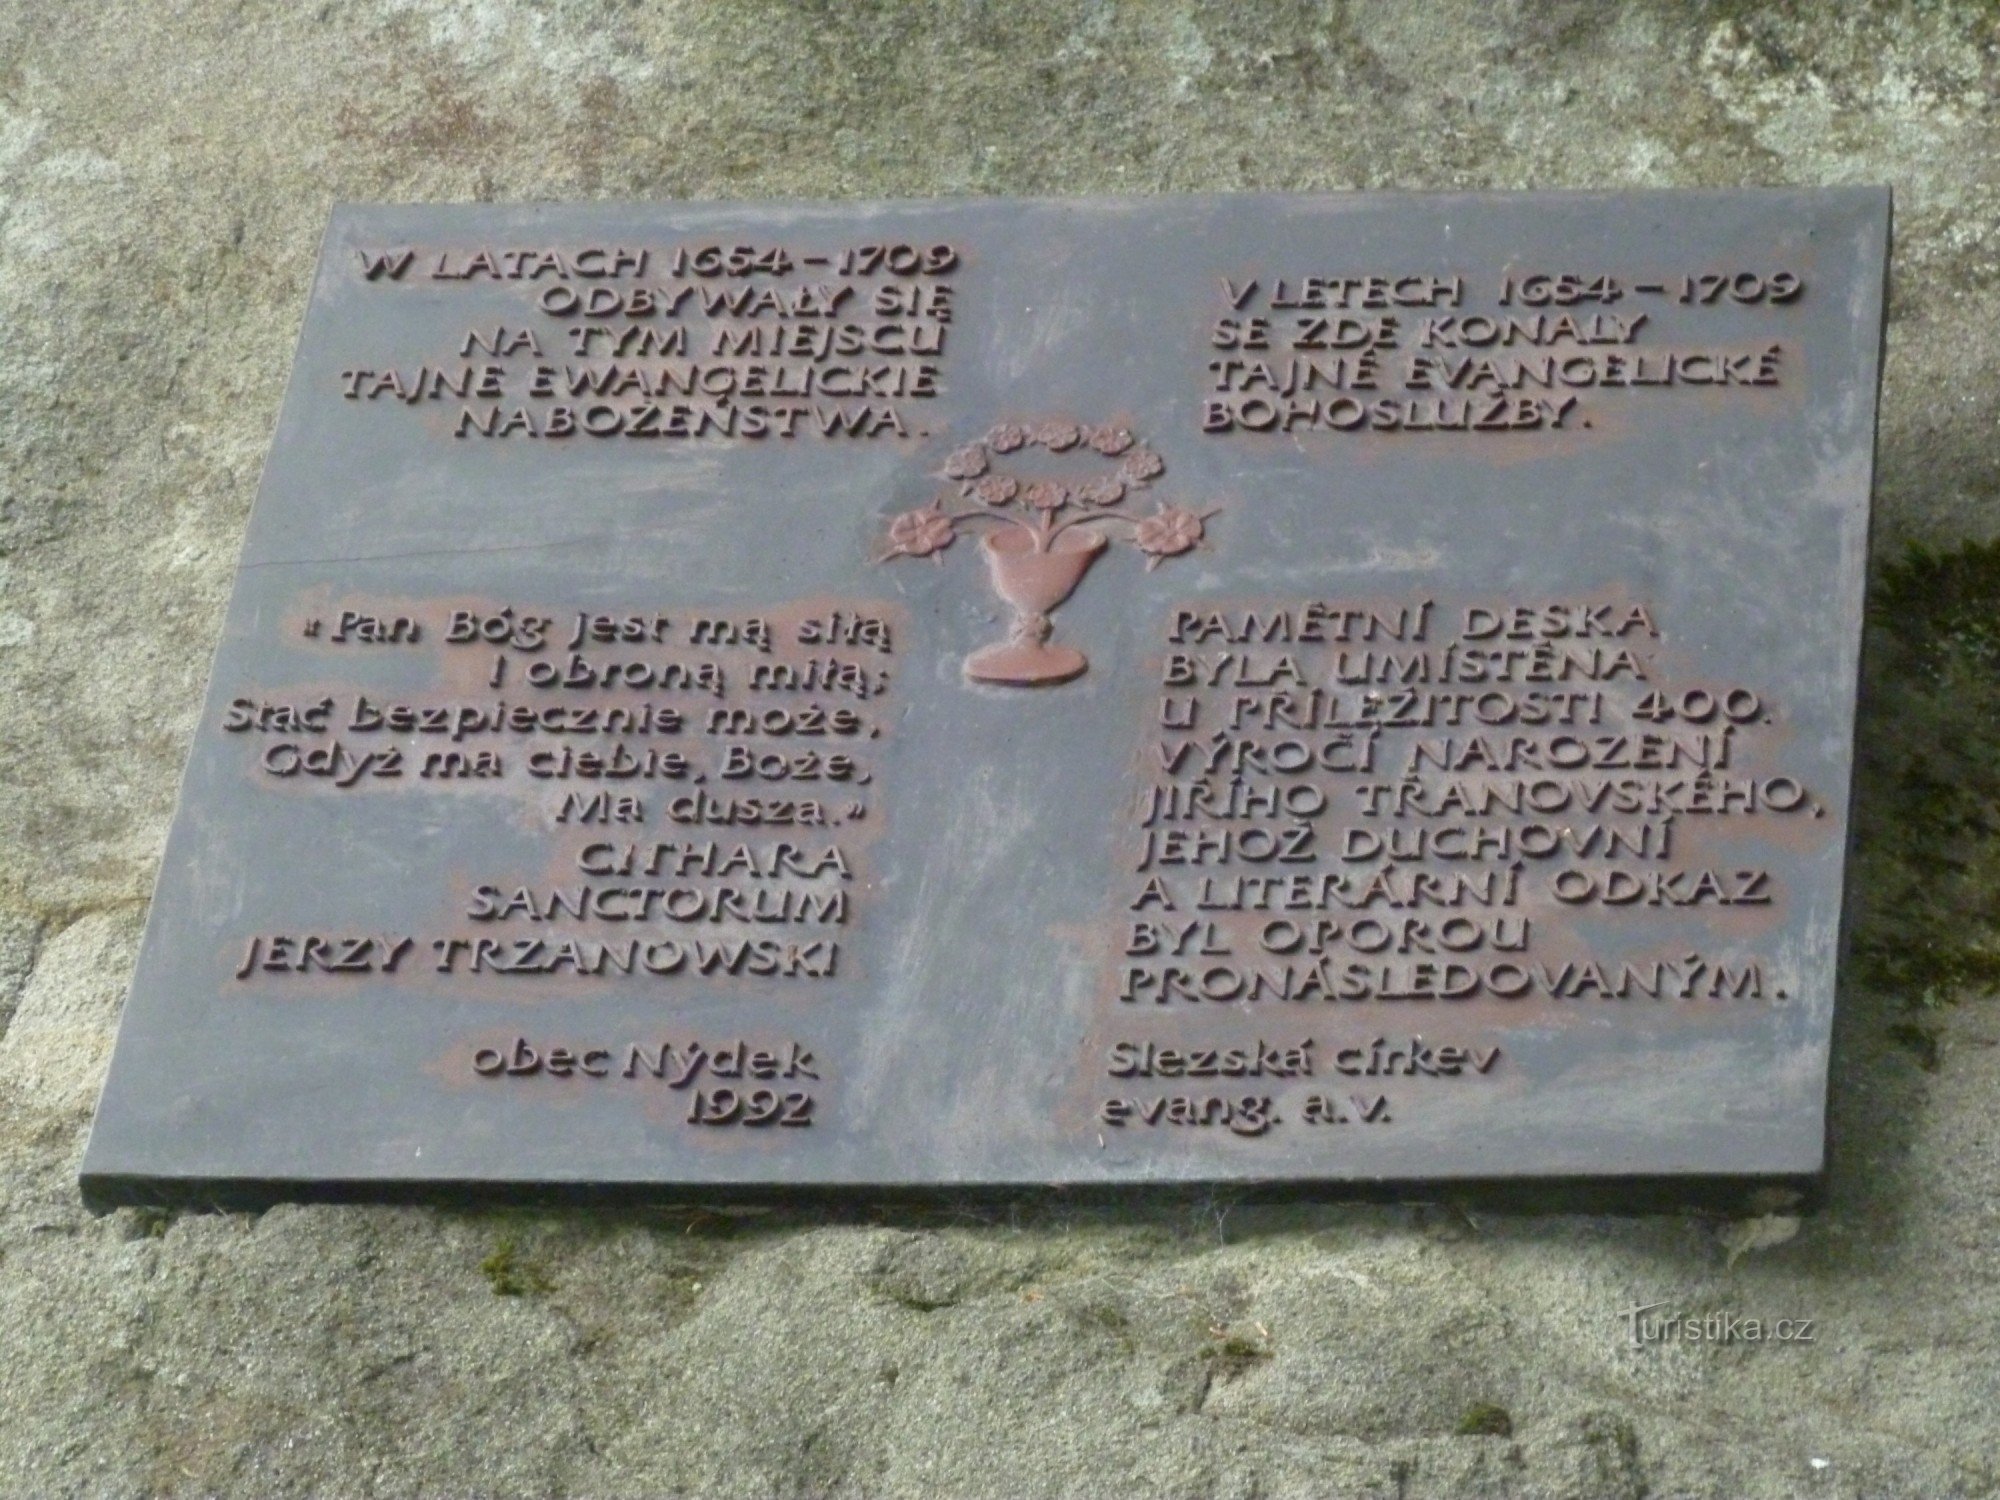 W LATACH 1654-1709
ODBYWAŁY SIĘ
NA TYM MIEJSCU
TAJNE EWANGELICKIE
NABOŻEŃSTWA.
V LETECH 1654-1709
SE ZDE KONALY
TAJNÉ EVANGELICKÉ
BOHOSLUŽBY.
"Pan Bóg jest mą siłą
I obroną miłą;
Stać bezpiecznie może,
Gdyż ma ciebie, Boże,
Ma dusza."
CITHARA
SANCTORUM
JERZY TRZANOWSKI
obec Nýdek
1992
PAMĚTNÍ DESKA
BYLA UMÍSTĚNA
U PŘÍLEŽITOSTI 400.
VÝROČÍ NAROZENÍ
JIŘÍHO TŘANOVSKÉHO,
JEHOŽ DUCHOVNÍ
A LITERÁRNÍ ODKAZ
BYL OPOROU
PRONÁSLEDOVANÝM.
Slezská církev
evang. a.v.
Turistika.cz